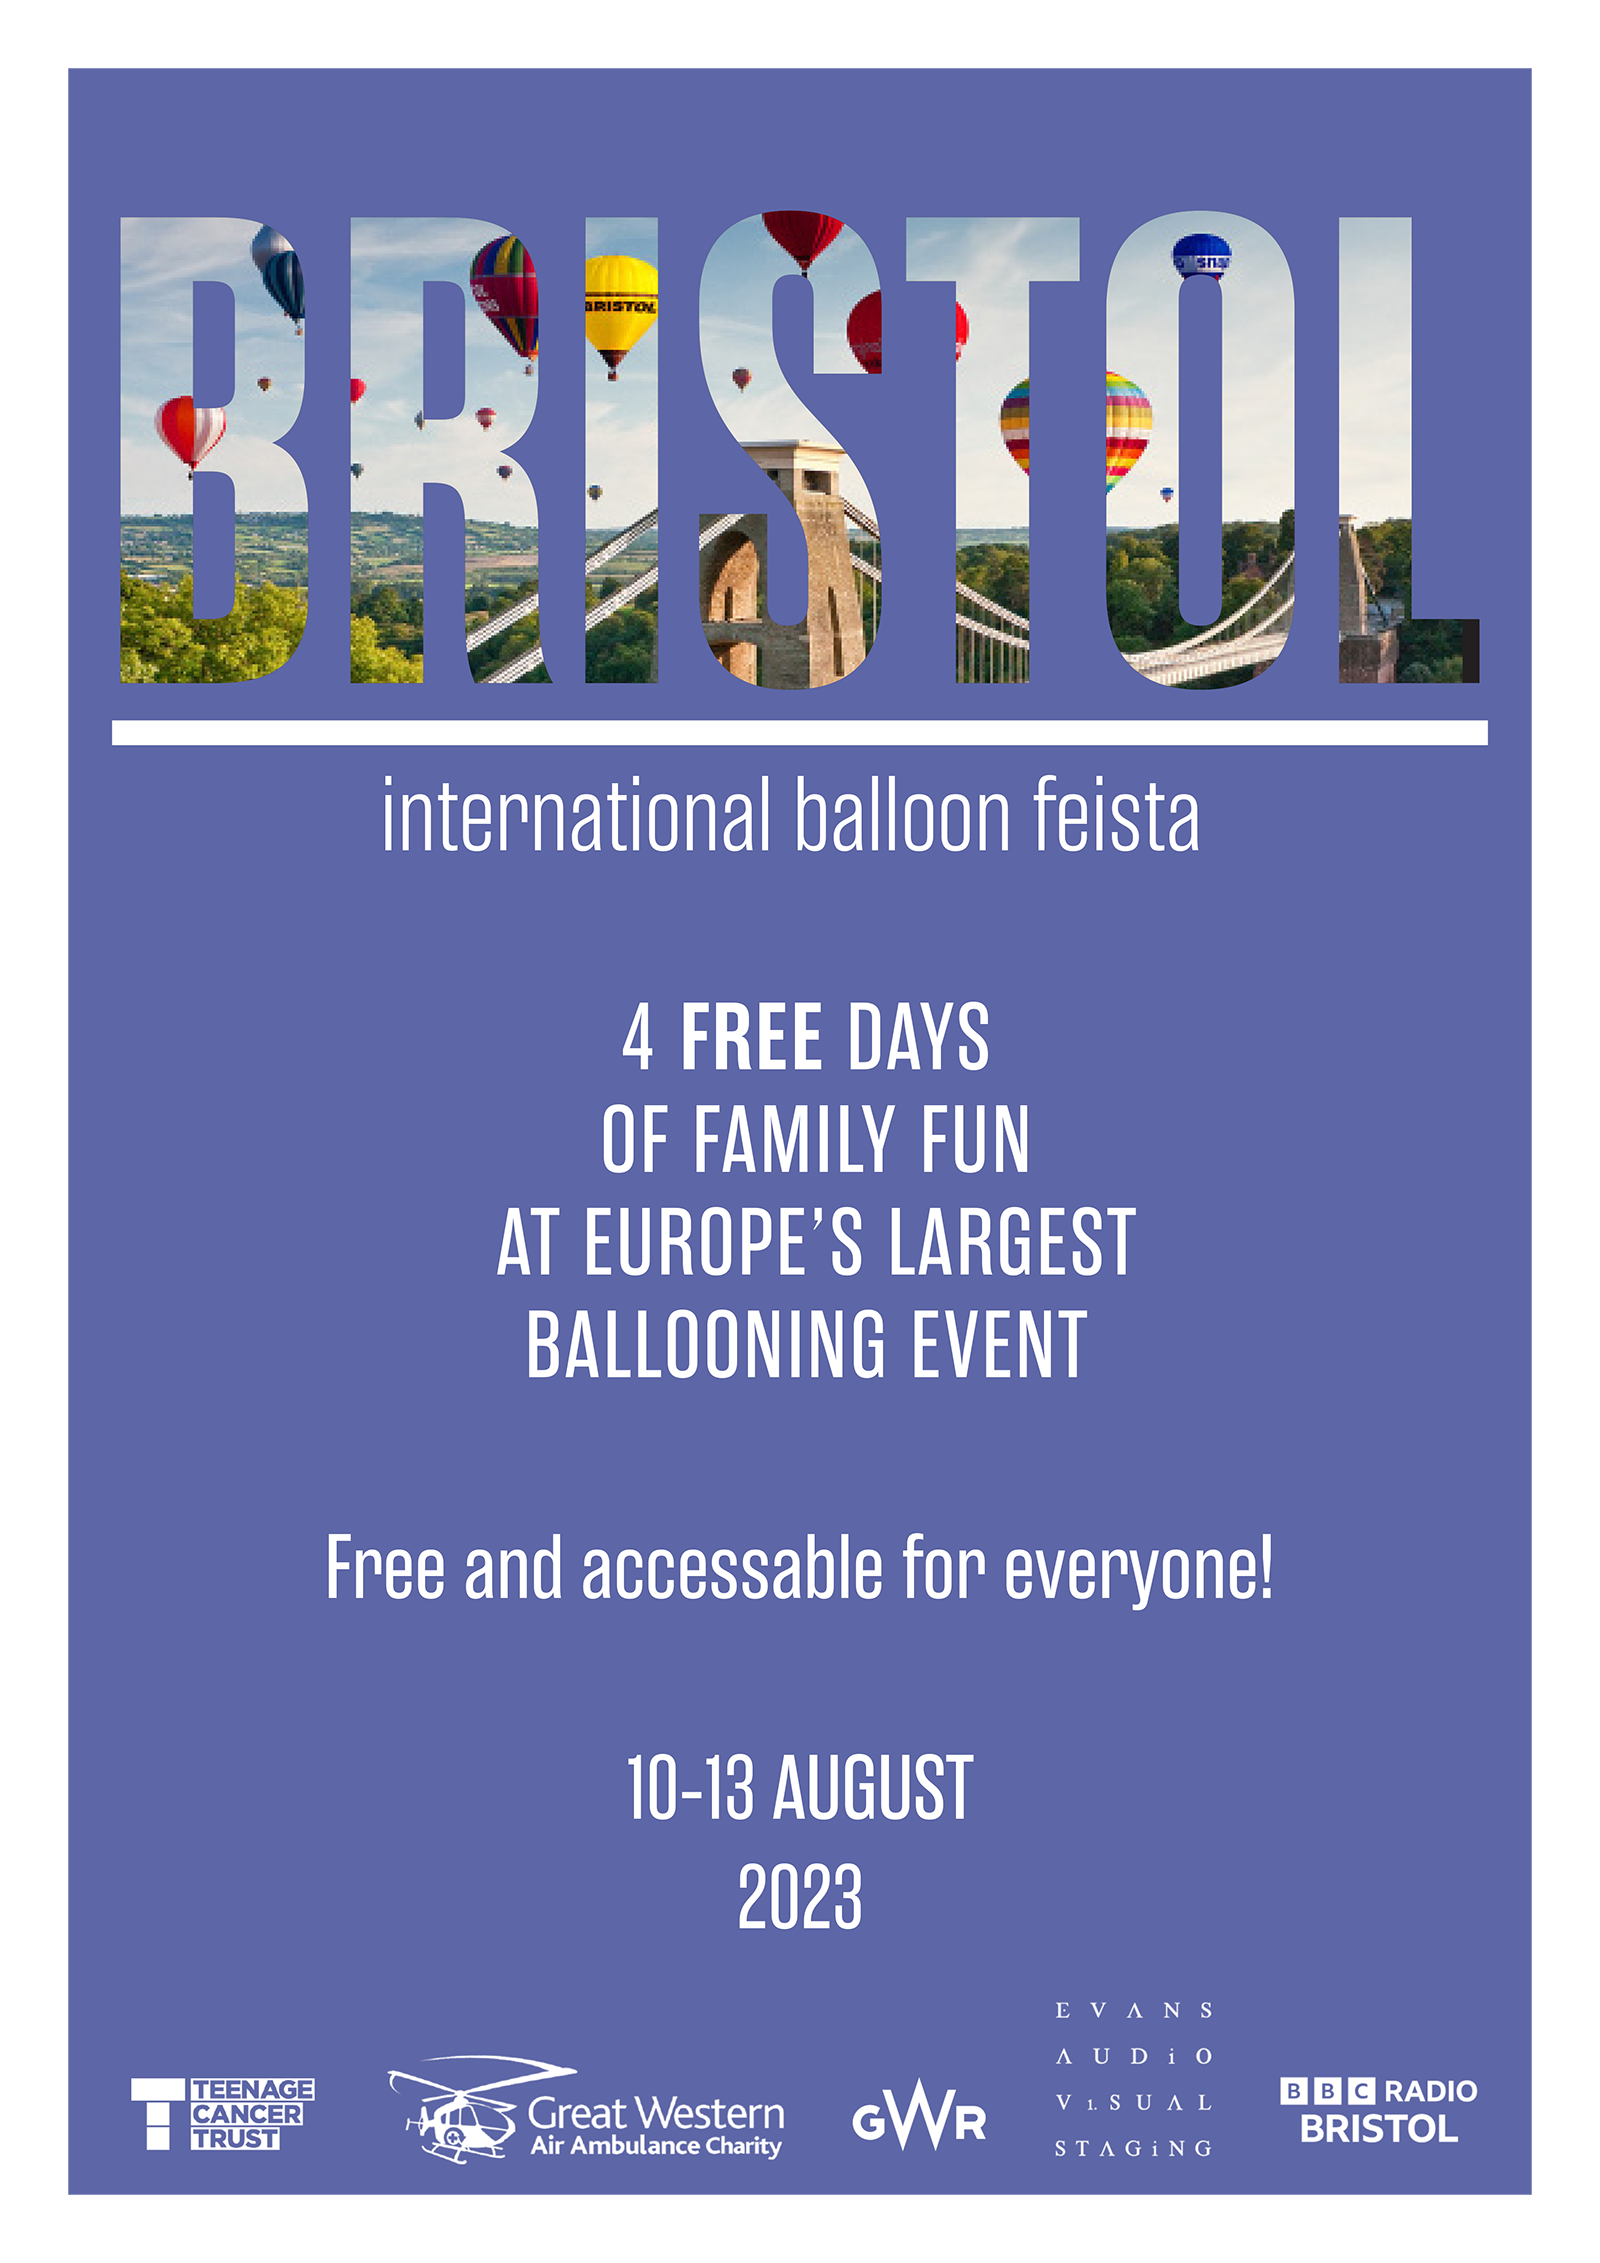 BRISTOL
BRISTOL
international balloon feista
4 FREE DAYS
OF FAMILY FUN
AT EUROPE'S LARGEST
BALLOONING EVENT
Free and accessable for everyone!
10-13 AUGUST
2023
EVANS
AUDiO
ViSUAL
STAGiNG
TEENAGE
CANCER
TRUST
Great Western
Air Ambulance Charity
GWR
BBC RADIO
BRISTOL